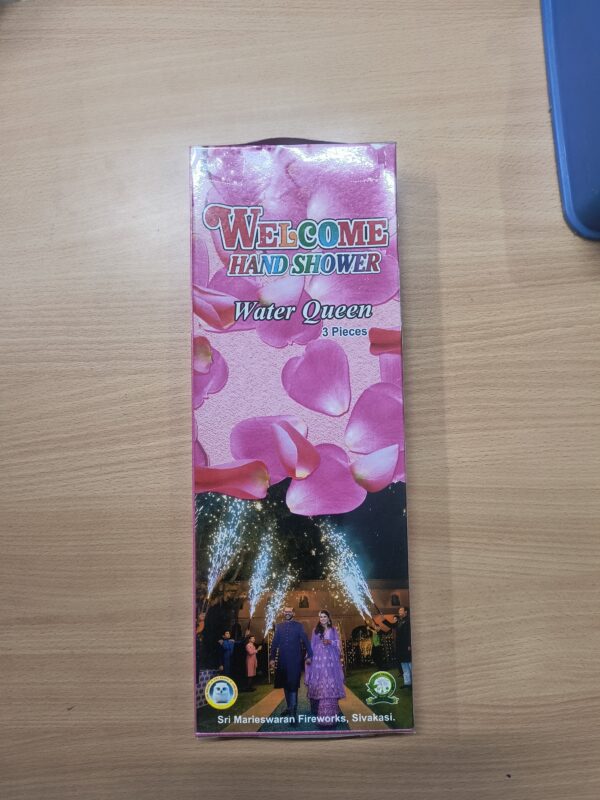 WELCOME
HAND SHOWER
Water Queen
3 Pieces
Sri Marieswaran Fireworks, Sivakasi.